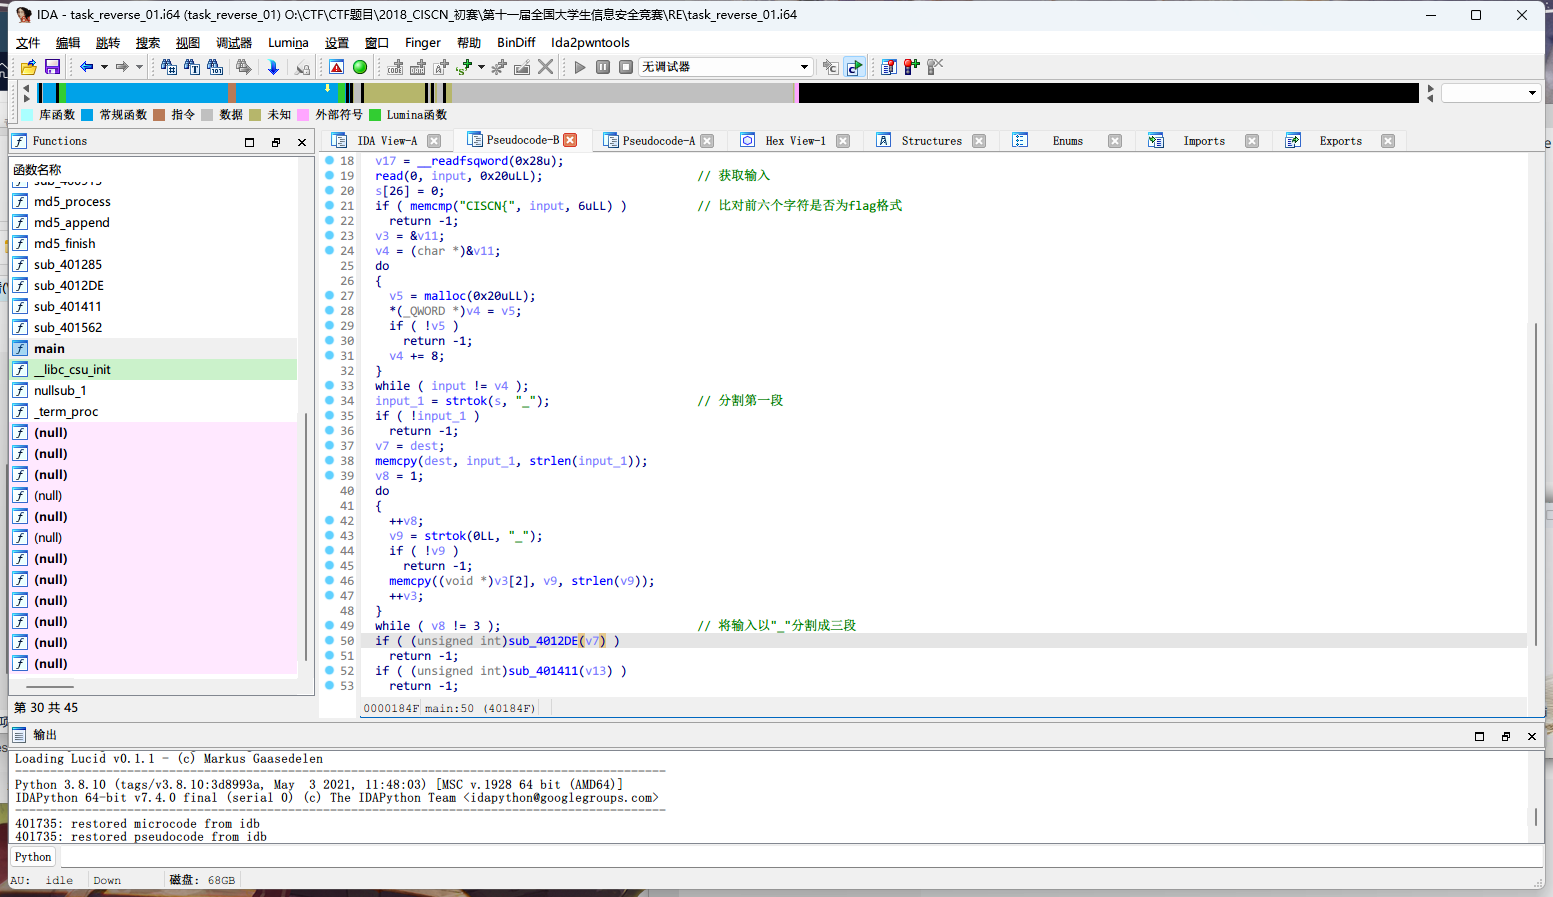 IDA - task_reverse_01.i64 (task_reverse_01) O:\CTF\CTF题目\2018_CISCN_初赛\第十一届全国大学生信息安全竞赛\RE\task_reverse_01.i64
文件 编辑 跳转 搜索 视图 调试器 Lumina 设置 窗口 Finger 帮助 BinDiff Ida2pwntools
无调试器
库函数 常规函数 指令 数据 未知 外部符号 Lumina函数
Functions
IDA View-A Pseudocode-B Pseudocode-A Hex View-1 Structures Enums Imports Exports
函数名称
sub_400915
md5_process
md5_append
md5_finish
sub_401285
sub_4012DE
sub_401411
sub_401562
main
__libc_csu_init
nullsub_1
_term_proc
(null)
(null)
(null)
(null)
(null)
(null)
(null)
(null)
(null)
(null)
(null)
(null)
第 30 共 45
18 v17 = __readfsqword(0x28u);
19 read(0, input, 0x20uLL); // 获取输入
20 s[26] = 0;
21 if ( memcmp("CISCN{", input, 6uLL) ) // 比对前六个字符是否为flag格式
22 return -1;
23 v3 = &v11;
24 v4 = (char *)&v11;
25 do
26 {
27 v5 = malloc(0x20uLL);
28 *(_QWORD *)v4 = v5;
29 if ( !v5 )
30 return -1;
31 v4 += 8;
32 }
33 while ( input != v4 );
34 input_1 = strtok(s, "_"); // 分割第一段
35 if ( !input_1 )
36 return -1;
37 v7 = dest;
38 memcpy(dest, input_1, strlen(input_1));
39 v8 = 1;
40 do
41 {
42 ++v8;
43 v9 = strtok(0LL, "_");
44 if ( !v9 )
45 return -1;
46 memcpy((void *)v3[2], v9, strlen(v9));
47 ++v3;
48 }
49 while ( v8 != 3 ); // 将输入以"_"分割成三段
50 if ( (unsigned int)sub_4012DE(v7) )
51 return -1;
52 if ( (unsigned int)sub_401411(v13) )
53 return -1;
0000184F main:50 (40184F)
输出
Loading Lucid v0.1.1 - (c) Markus Gaasedelen
Python 3.8.10 (tags/v3.8.10:3d8993a, May  3 2021, 11:48:03) [MSC v.1928 64 bit (AMD64)]
IDAPython 64-bit v7.4.0 final (serial 0) (c) The IDAPython Team <idapython@googlegroups.com>
401735: restored microcode from idb
401735: restored pseudocode from idb
Python
AU: idle Down 磁盘: 68GB